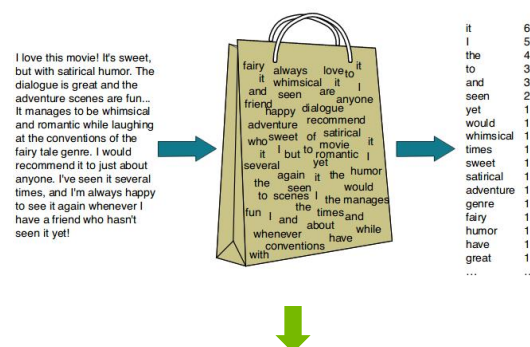 I love this movie! It's sweet,
but with satirical humor. The
dialogue is great and the
adventure scenes are fun...
It manages to be whimsical
and romantic while laughing
at the conventions of the
fairy tale genre. I would
recommend it to just about
anyone. I've seen it several
times, and I'm always happy
to see it again whenever I
have a friend who hasn't
seen it yet!
fairy always love to it
it whimsical it I
and seen are anyone
friend happy dialogue
adventure recommend
who sweet of satirical
it I but to movie it
romantic I
several yet
again it the humor
the seen would
to scenes I the manages
fun the times and
I and about while
whenever have
conventions
with
it 6
I 5
the 4
to 3
and 3
seen 2
yet 1
would 1
whimsical 1
times 1
sweet 1
satirical 1
adventure 1
genre 1
fairy 1
humor 1
have 1
great 1
... ..